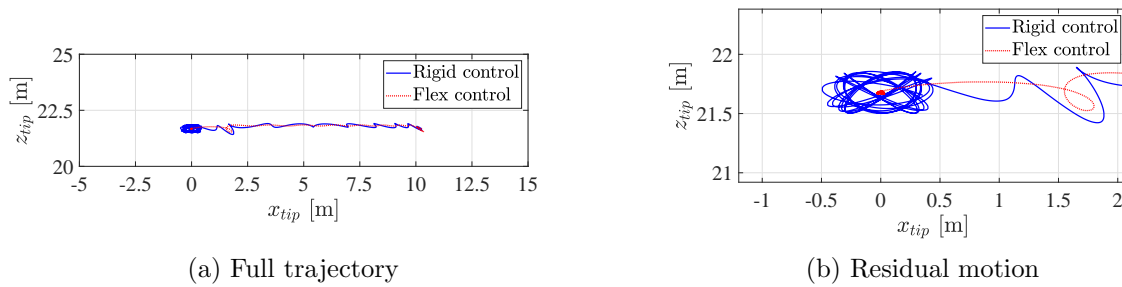 25
22.5
20
z_tip [m]
-5 -2.5 0 2.5 5 7.5 10 12.5 15
x_tip [m]
Rigid control
Flex control
(a) Full trajectory
22
21.5
21
z_tip [m]
-1 -0.5 0 0.5 1 1.5 2
x_tip [m]
Rigid control
Flex control
(b) Residual motion